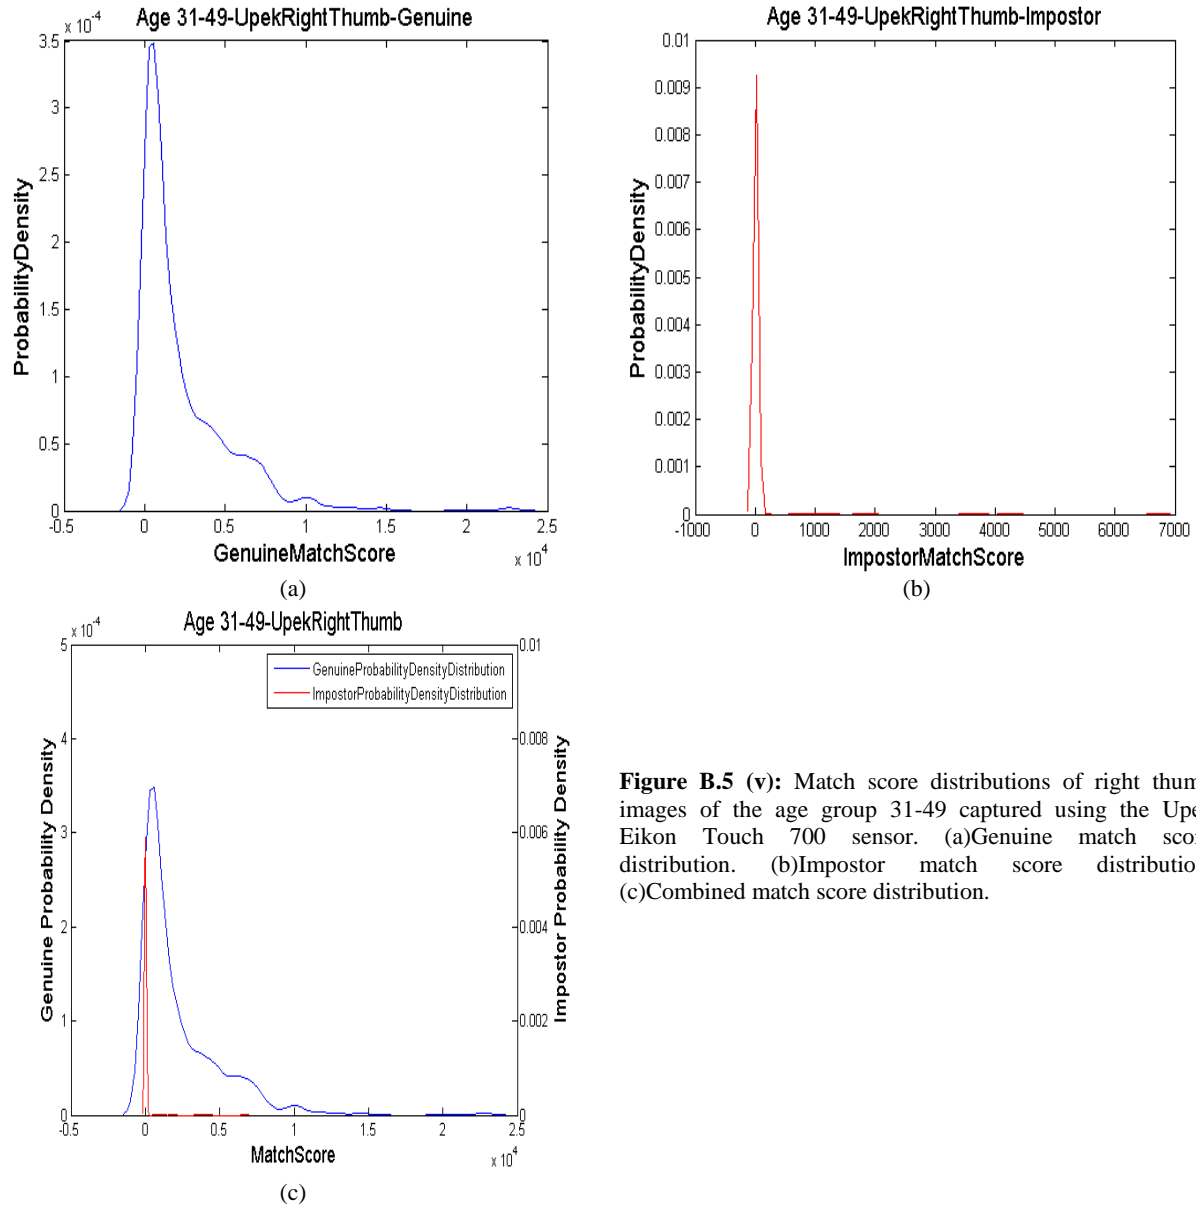 Age 31-49-UpekRightThumb-Genuine
x 10-4
3.5
3
2.5
2
1.5
1
0.5
0
ProbabilityDensity
-0.5 0 0.5 1 1.5 2 2.5
GenuineMatchScore
x 10^4
(a)
Age 31-49-UpekRightThumb-Impostor
0.01
0.009
0.008
0.007
0.006
0.005
0.004
0.003
0.002
0.001
0
ProbabilityDensity
-1000 0 1000 2000 3000 4000 5000 6000 7000
ImpostorMatchScore
(b)
Age 31-49-UpekRightThumb
x 10^-4
5
4
3
2
1
0
Genuine Probability Density
GenuineProbabilityDensityDistribution
ImpostorProbabilityDensityDistribution
0.01
0.008
0.006
0.004
0.002
0
Impostor Probability Density
-0.5 0 0.5 1 1.5 2 2.5
MatchScore
x 10^4
(c)
Figure B.5 (v): Match score distributions of right thum
images of the age group 31-49 captured using the Upe
Eikon Touch 700 sensor. (a)Genuine match scor
distribution. (b)Impostor match score distribution
(c)Combined match score distribution.